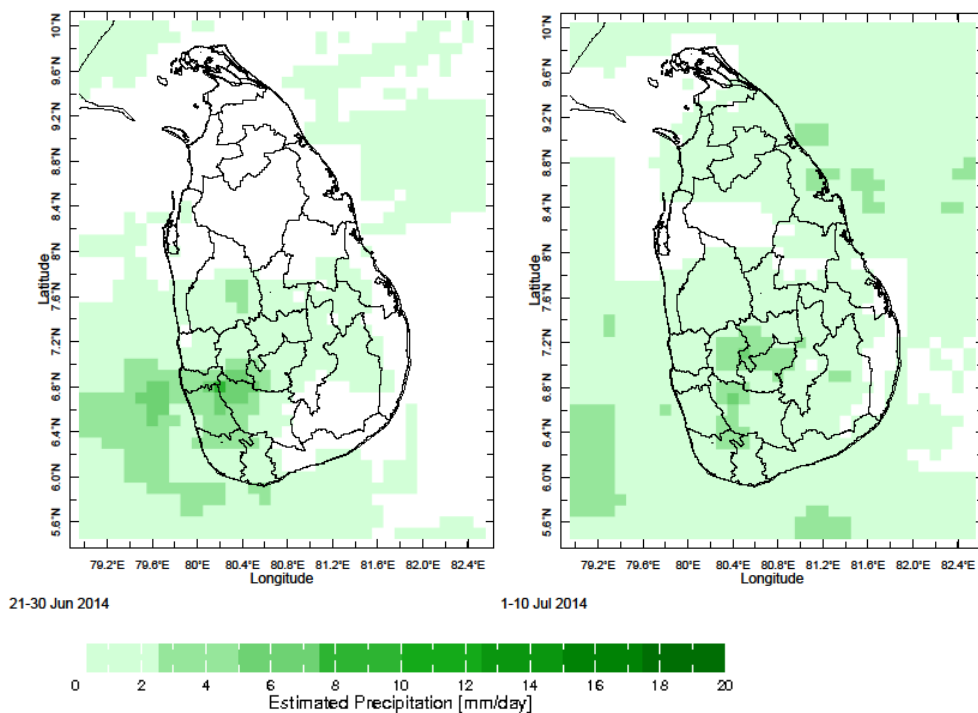 10°N
9.6°N
9.2°N
8.8°N
8.4°N
8°N
7.6°N
7.2°N
6.8°N
6.4°N
6.0°N
5.6°N
Latitude
79.2°E 79.6°E 80°E 80.4°E 80.8°E 81.2°E 81.6°E 82.0°E 82.4°E
Longitude
10°N
9.6°N
9.2°N
8.8°N
8.4°N
8°N
7.6°N
7.2°N
6.8°N
6.4°N
6.0°N
5.6°N
Latitude
79.2°E 79.6°E 80°E 80.4°E 80.8°E 81.2°E 81.6°E 82.0°E 82.4°E
Longitude
21-30 Jun 2014
1-10 Jul 2014
0 2 4 6 8 10 12 14 16 18 20
Estimated Precipitation [mm/day]